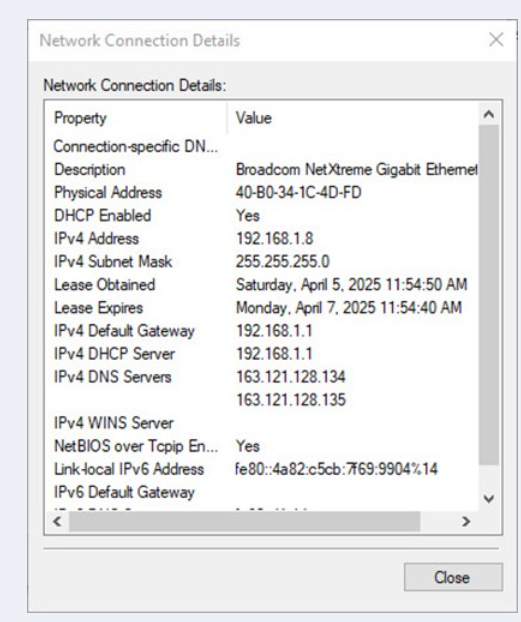 Network Connection Details
Network Connection Details:
Property Value
Connection-specific DN...
Description Broadcom NetXtreme Gigabit Ethernet
Physical Address 40-B0-34-1C-4D-FD
DHCP Enabled Yes
IPv4 Address 192.168.1.8
IPv4 Subnet Mask 255.255.255.0
Lease Obtained Saturday, April 5, 2025 11:54:50 AM
Lease Expires Monday, April 7, 2025 11:54:40 AM
IPv4 Default Gateway 192.168.1.1
IPv4 DHCP Server 192.168.1.1
IPv4 DNS Servers 163.121.128.134
163.121.128.135
IPv4 WINS Server
NetBIOS over Tcpip En... Yes
Link-local IPv6 Address fe80::4a82:c5cb:7f69:9904%14
IPv6 Default Gateway
Close